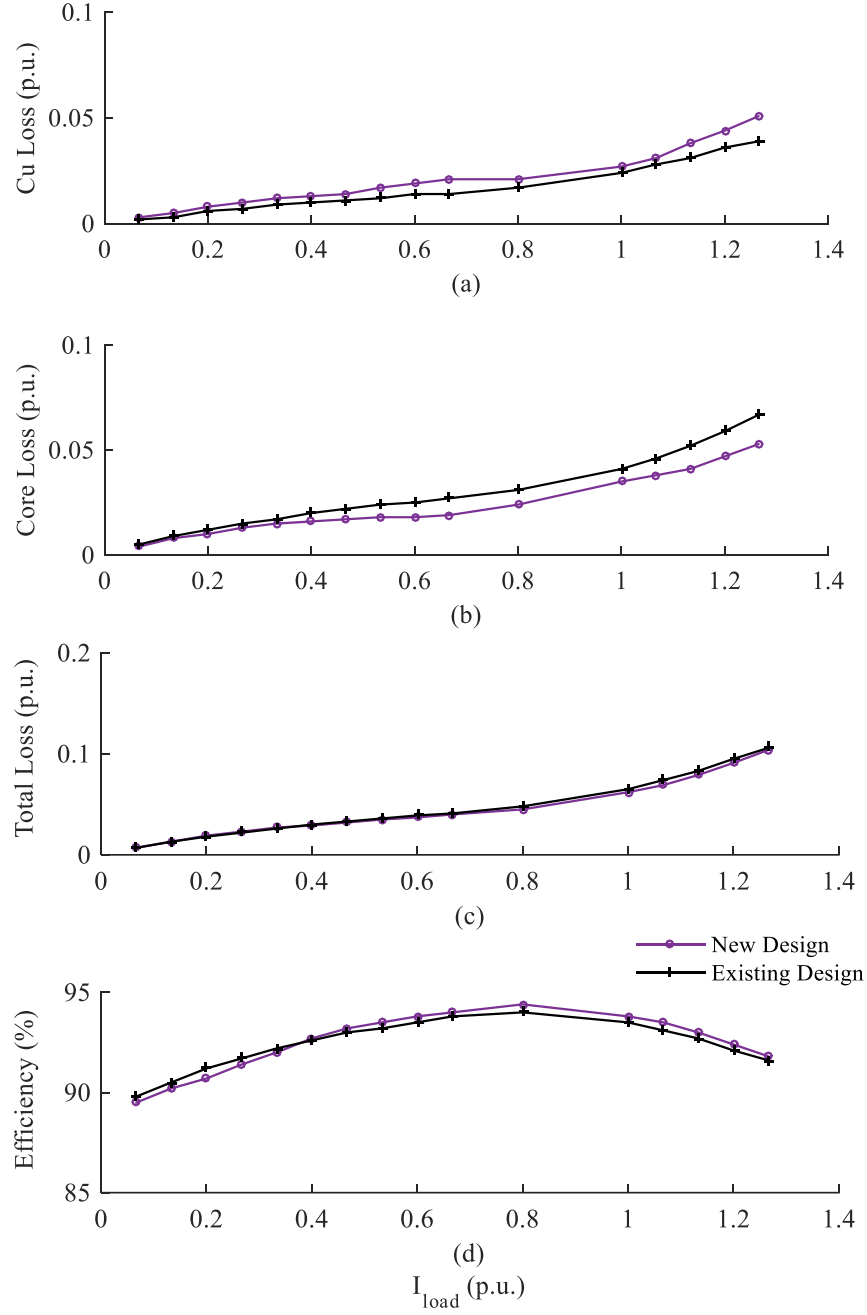 0.1
0.05
0
Cu Loss (p.u.)
0 0.2 0.4 0.6 0.8 1 1.2 1.4
(a)
0.1
0.05
0
Core Loss (p.u.)
0 0.2 0.4 0.6 0.8 1 1.2 1.4
(b)
0.2
0.1
0
Total Loss (p.u.)
0 0.2 0.4 0.6 0.8 1 1.2 1.4
(c)
New Design
Existing Design
95
90
85
Efficiency (%)
0 0.2 0.4 0.6 0.8 1 1.2 1.4
(d)
I_load (p.u.)